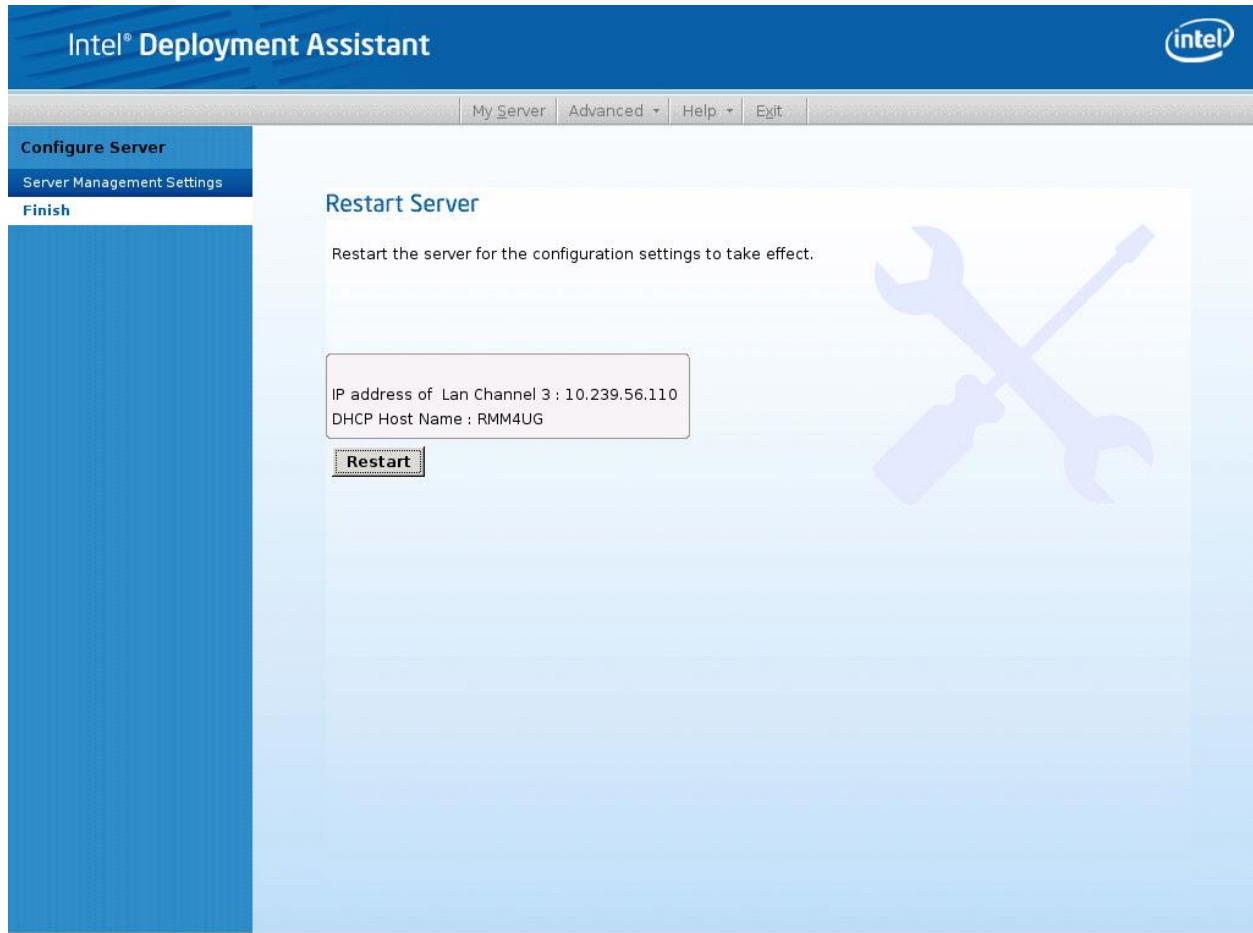 Intel® Deployment Assistant
intel
My Server Advanced Help Exit
Configure Server
Server Management Settings
Finish
Restart Server
Restart the server for the configuration settings to take effect.
IP address of Lan Channel 3 : 10.239.56.110
DHCP Host Name : RMM4UG
Restart